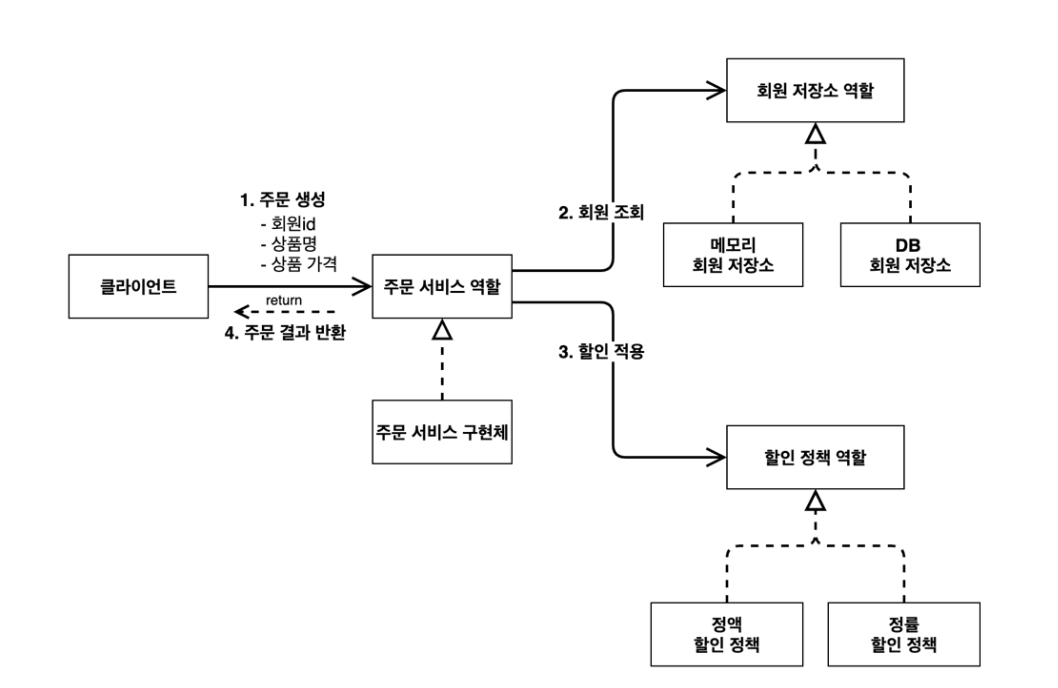 회원 저장소 역할
1. 주문 생성
- 회원id
- 상품명
- 상품 가격
2. 회원 조회
메모리
회원 저장소
DB
회원 저장소
클라이언트
주문 서비스 역할
return
4. 주문 결과 반환
3. 할인 적용
주문 서비스 구현체
할인 정책 역할
정액
할인 정책
정률
할인 정책